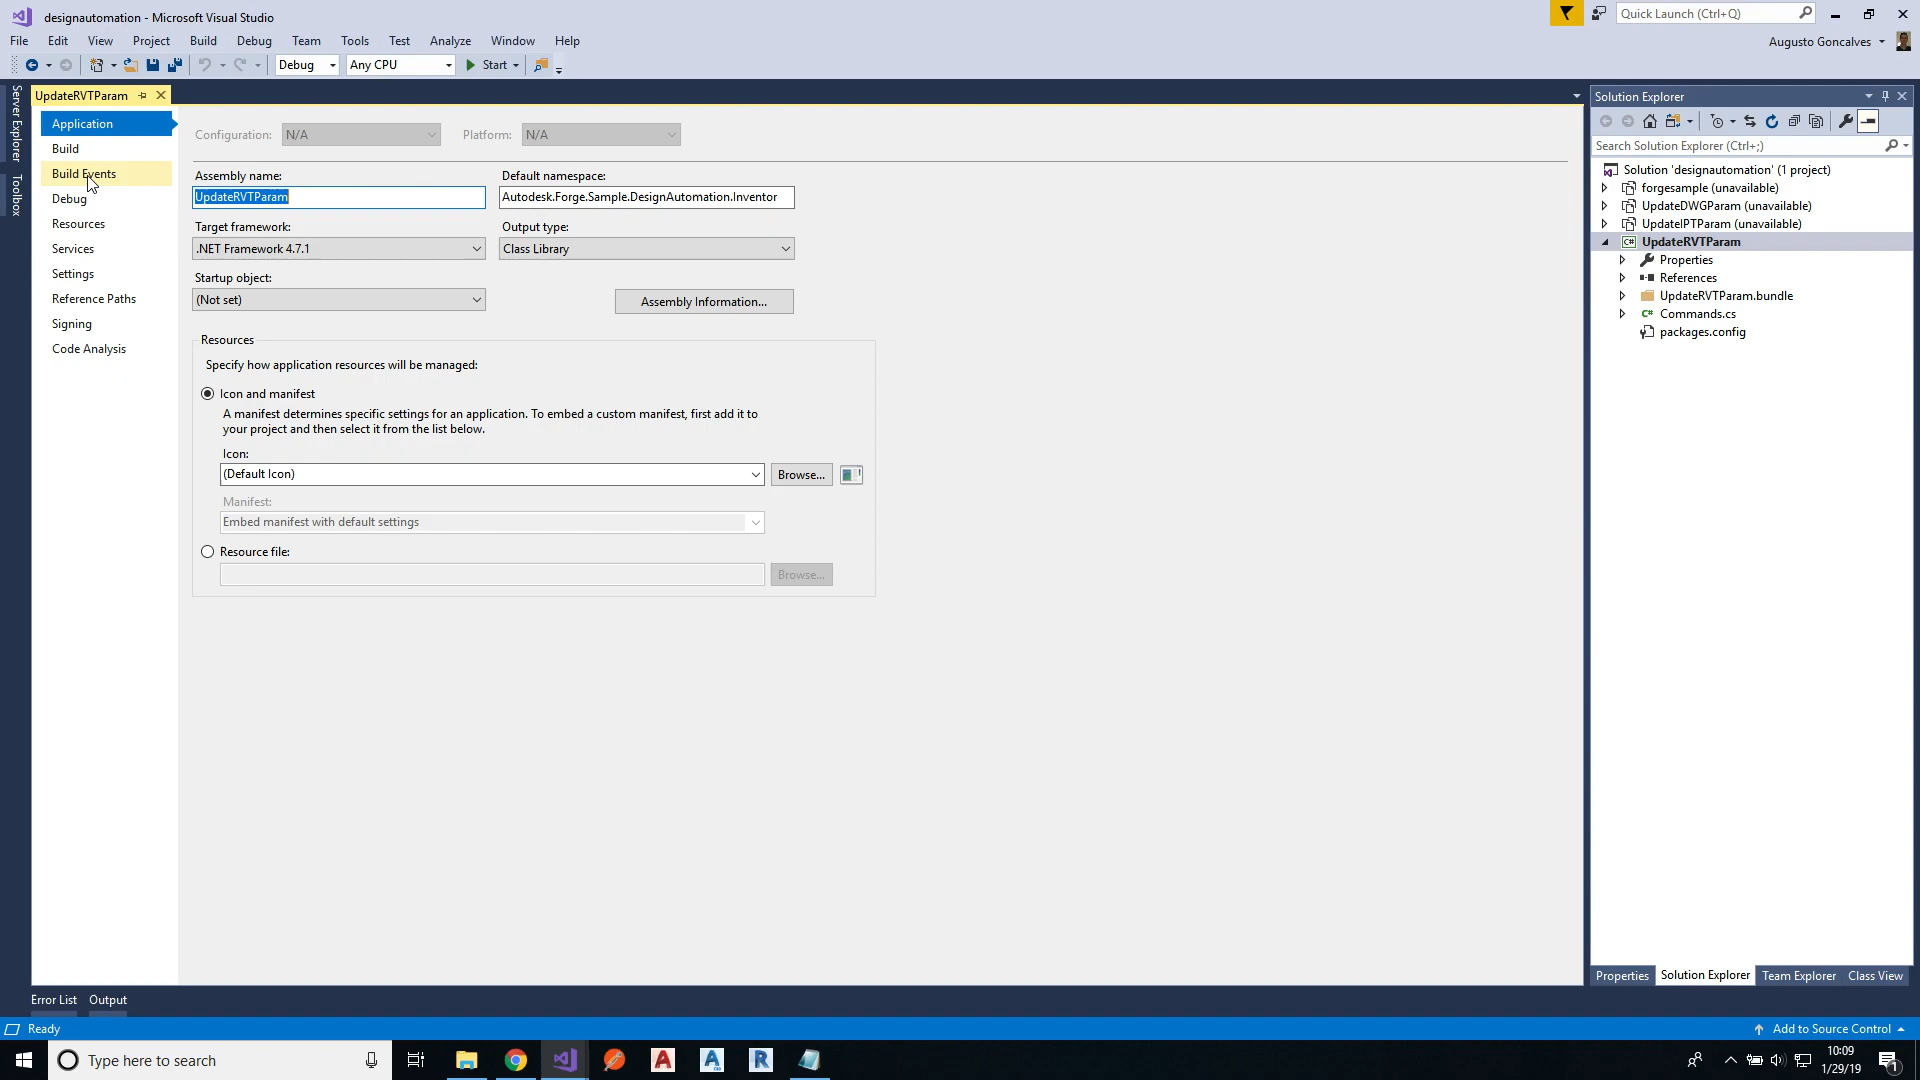 designautomation - Microsoft Visual Studio
Quick Launch (Ctrl+Q)
File Edit View Project Build Debug Team Tools Test Analyze Window Help
Augusto Goncalves
Debug Any CPU Start
Server Explorer
Toolbox
UpdateRVTParam
Application
Build
Build Events
Debug
Resources
Services
Settings
Reference Paths
Signing
Code Analysis
Configuration: N/A Platform: N/A
Assembly name: Default namespace:
UpdateRVTParam Autodesk.Forge.Sample.DesignAutomation.Inventor
Target framework: Output type:
.NET Framework 4.7.1 Class Library
Startup object:
(Not set) Assembly Information...
Resources
Specify how application resources will be managed:
Icon and manifest
A manifest determines specific settings for an application. To embed a custom manifest, first add it to
your project and then select it from the list below.
Icon:
(Default Icon) Browse...
Manifest:
Embed manifest with default settings
Resource file:
Browse...
Solution Explorer
Search Solution Explorer (Ctrl+;)
Solution 'designautomation' (1 project)
forgesample (unavailable)
UpdateDWGParam (unavailable)
UpdateIPTParam (unavailable)
C# UpdateRVTParam
Properties
References
UpdateRVTParam.bundle
C# Commands.cs
packages.config
Properties Solution Explorer Team Explorer Class View
Error List Output
Ready
Add to Source Control
Type here to search
A A R
10:09
1/29/19
1